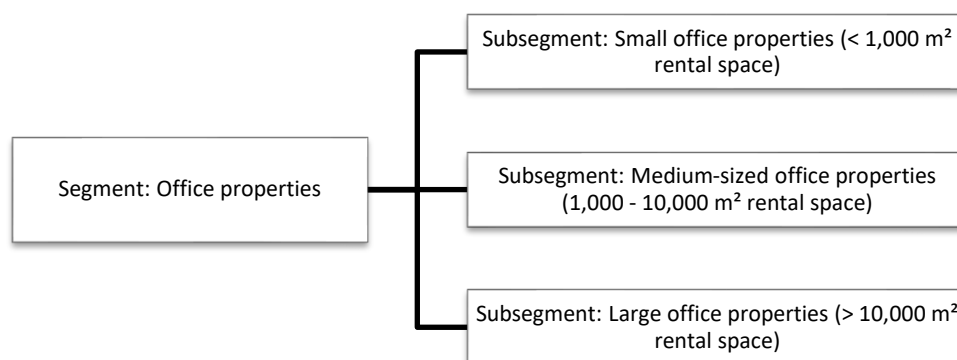 Subsegment: Small office properties (< 1,000 m²
rental space)
Segment: Office properties
Subsegment: Medium-sized office properties
(1,000 - 10,000 m² rental space)
Subsegment: Large office properties (> 10,000 m²
rental space)